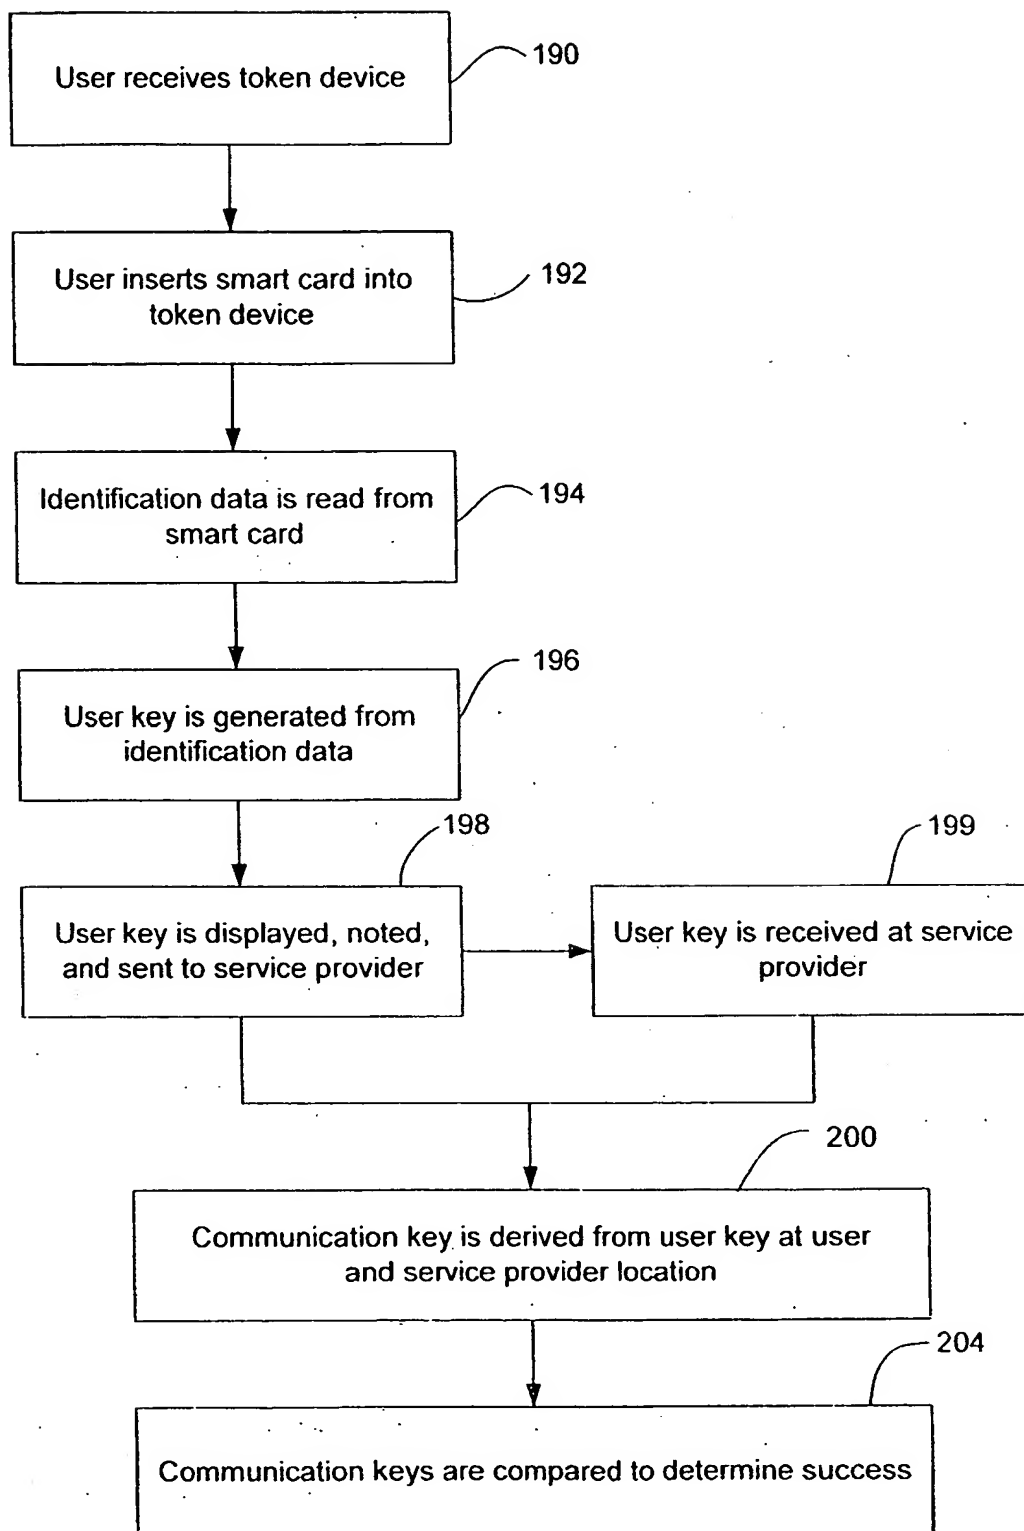 User receives token device
190
User inserts smart card into
token device
192
Identification data is read from
smart card
194
User key is generated from
identification data
196
198
User key is displayed, noted,
and sent to service provider
199
User key is received at service
provider
200
Communication key is derived from user key at user
and service provider location
204
Communication keys are compared to determine success